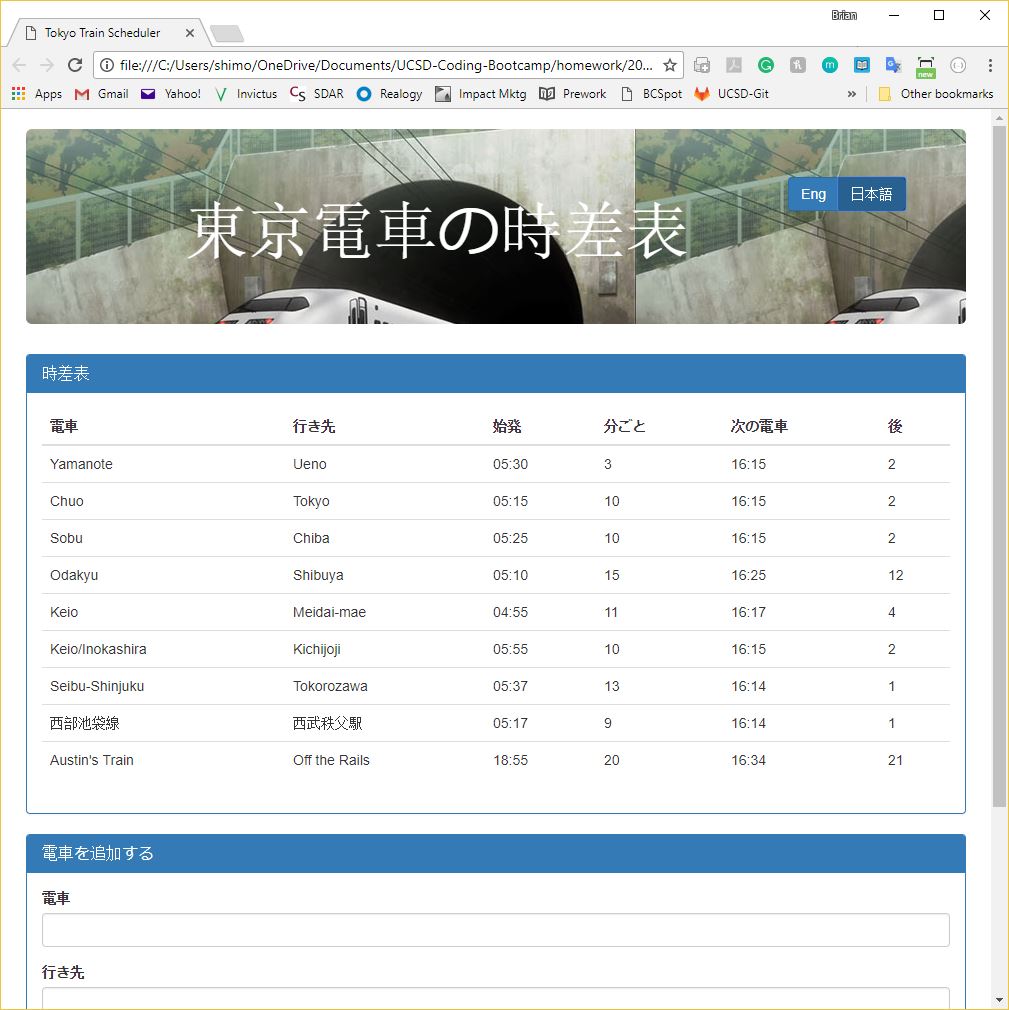 Brian
Tokyo Train Scheduler
file:///C:/Users/shimo/OneDrive/Documents/UCSD-Coding-Bootcamp/homework/20...
new
Apps Gmail Yahoo! Invictus CS SDAR Realogy Impact Mktg Prework BCSpot UCSD-Git » Other bookmarks
Eng 日本語
東京電車の時差表
時差表
電車 行き先 始発 分ごと 次の電車 後
Yamanote Ueno 05:30 3 16:15 2
Chuo Tokyo 05:15 10 16:15 2
Sobu Chiba 05:25 10 16:15 2
Odakyu Shibuya 05:10 15 16:25 12
Keio Meidai-mae 04:55 11 16:17 4
Keio/Inokashira Kichijoji 05:55 10 16:15 2
Seibu-Shinjuku Tokorozawa 05:37 13 16:14 1
西部池袋線 西武秩父駅 05:17 9 16:14 1
Austin's Train Off the Rails 18:55 20 16:34 21
電車を追加する
電車
行き先